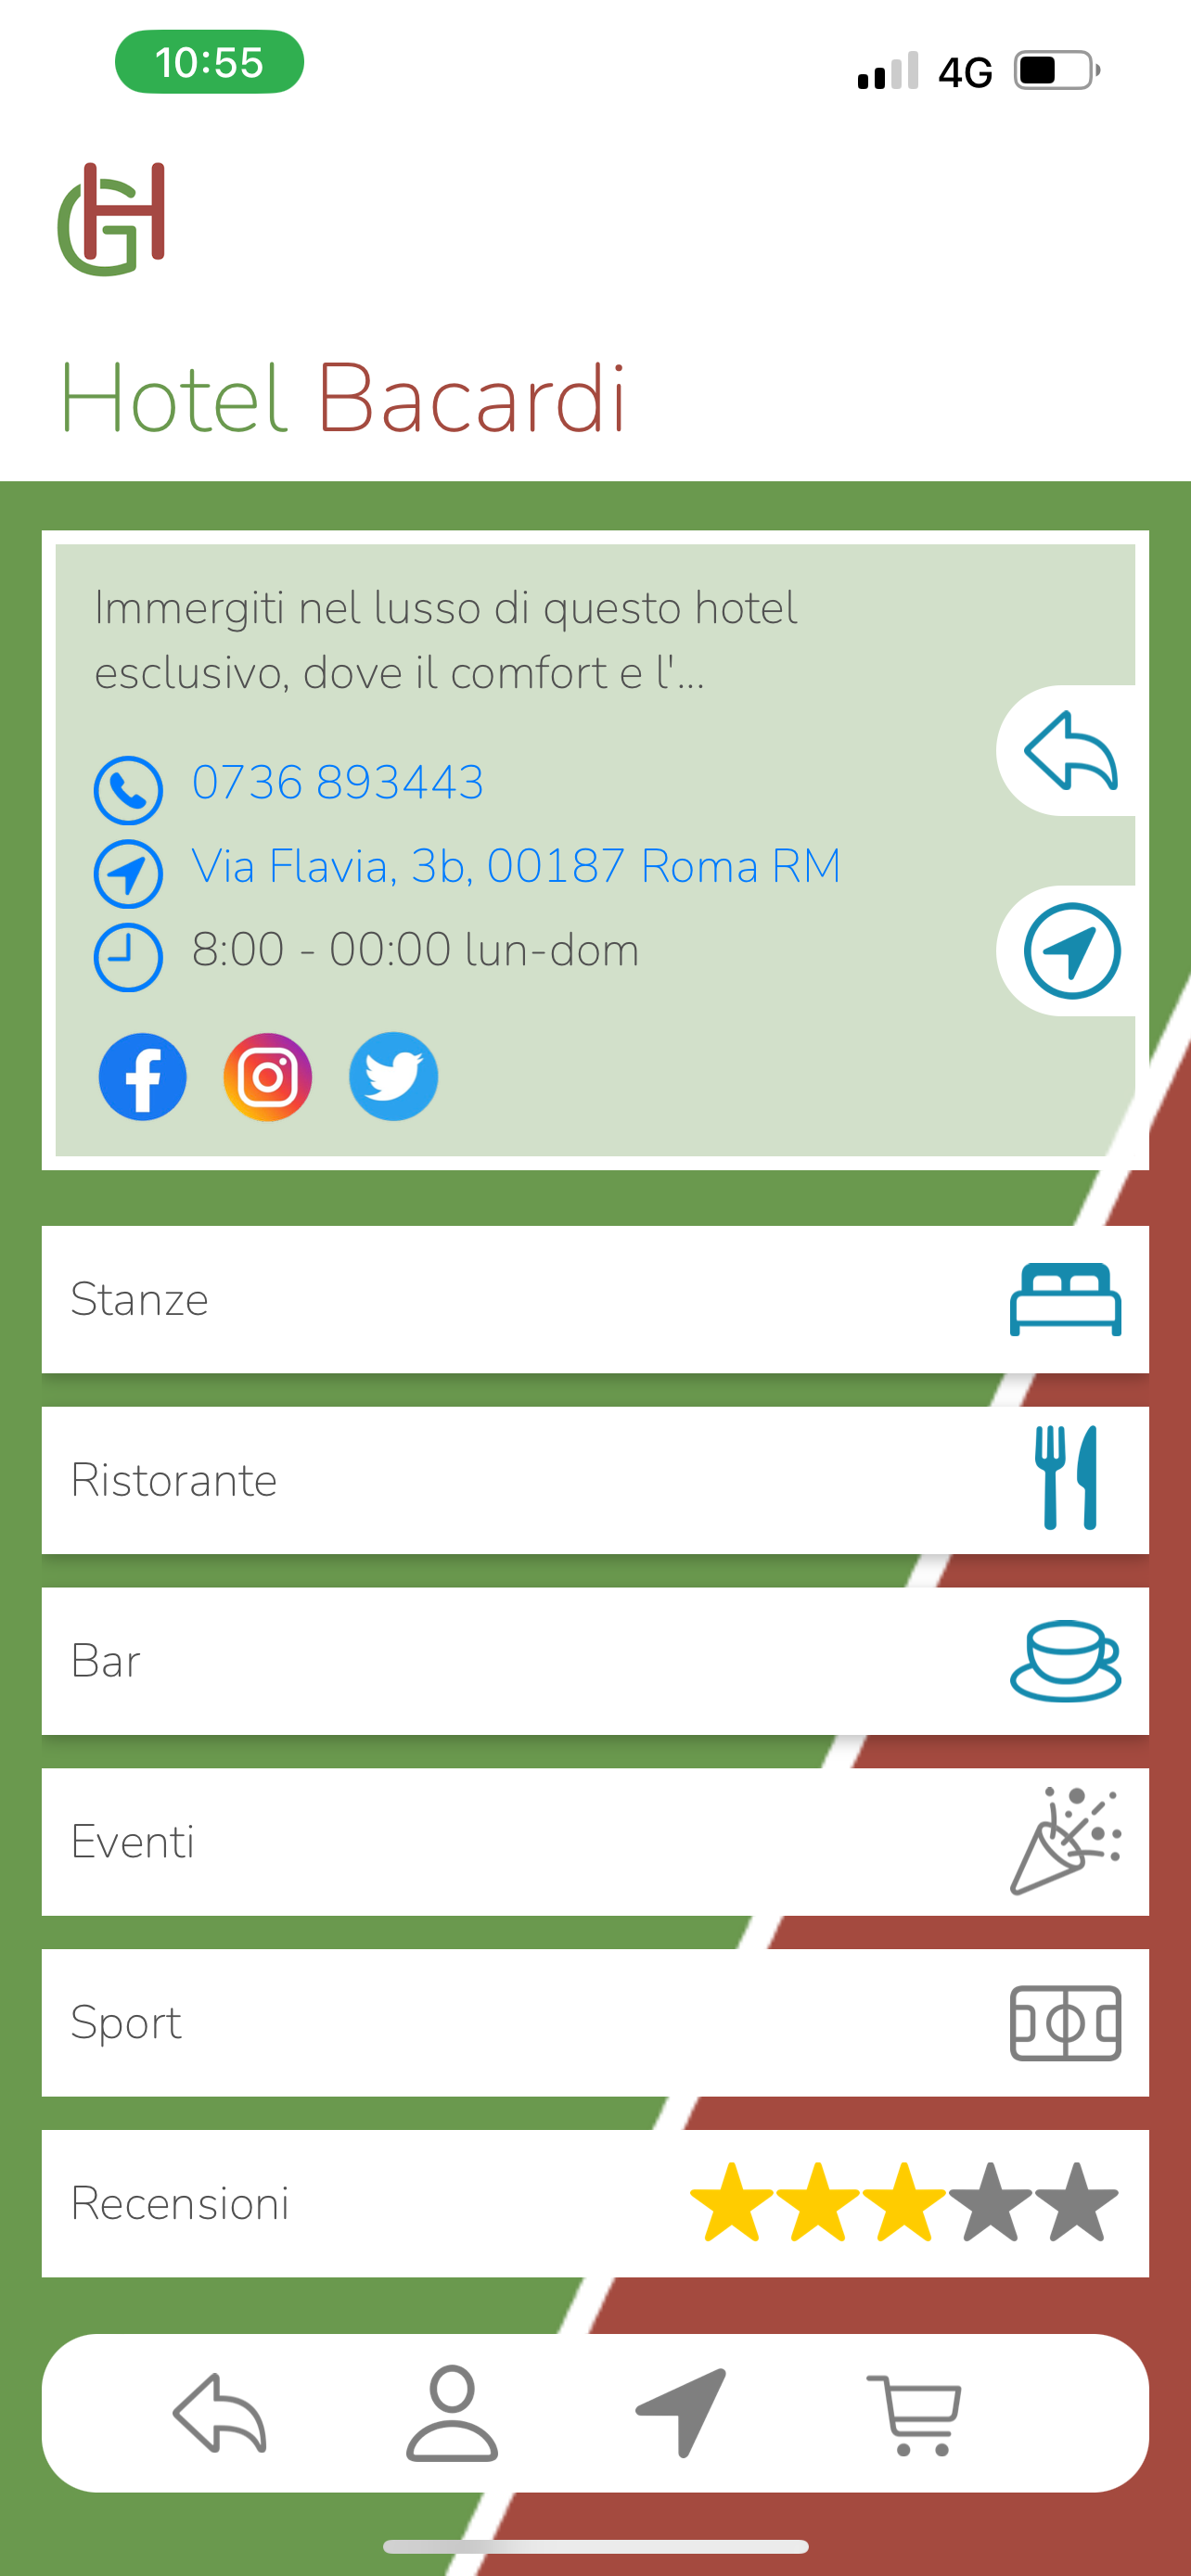 10:55
4G
GH
Hotel Bacardi
Immergiti nel lusso di questo hotel
esclusivo, dove il comfort e l'...
0736 893443
Via Flavia, 3b, 00187 Roma RM
8:00 - 00:00 lun-dom
Stanze
Ristorante
Bar
Eventi
Sport
Recensioni